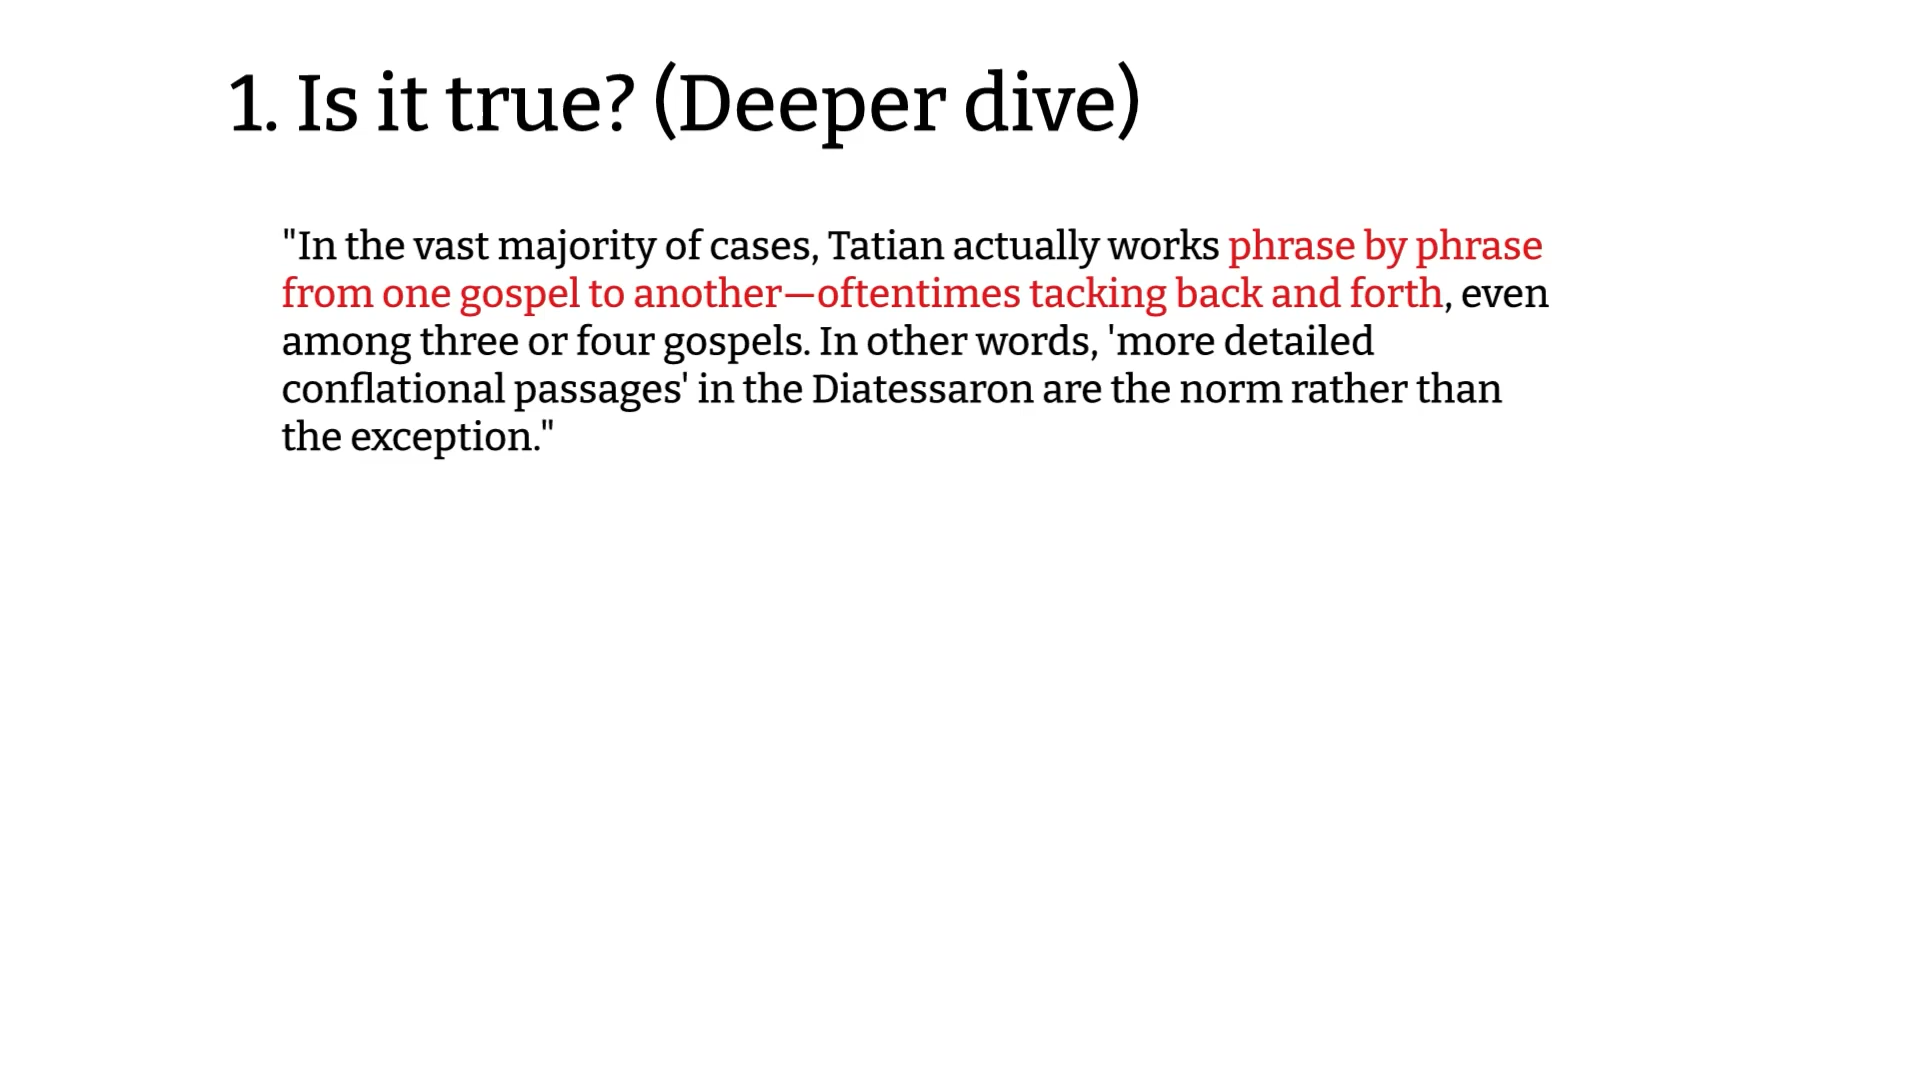 1. Is it true? (Deeper dive)
"In the vast majority of cases, Tatian actually works phrase by phrase
from one gospel to another—oftentimes tacking back and forth, even
among three or four gospels. In other words, 'more detailed
conflational passages' in the Diatessaron are the norm rather than
the exception."